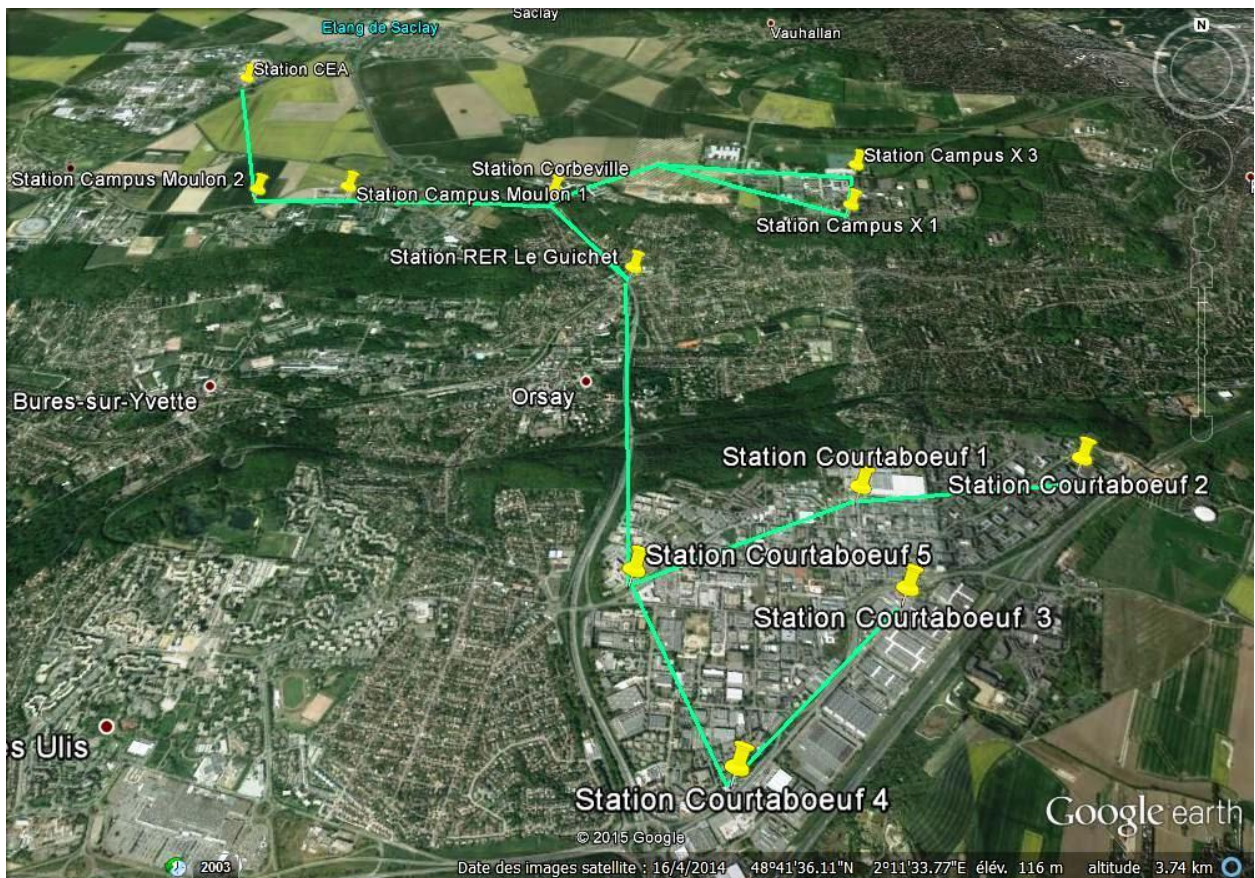 Saclay
Etang de Saclay
Vauhallan
N
Station CEA
Station Campus X 3
Station Corbeville
Station Campus Moulon 2
Station Campus Moulon 1
Station Campus X 1
Station RER Le Guichet
Bures-sur-Yvette
Orsay
Station Courtaboeuf 1
Station Courtaboeuf 2
Station Courtaboeuf 5
Station Courtaboeuf  3
s Ulis
Station Courtaboeuf 4
Google earth
© 2015 Google
2003
Date des images satellite : 16/4/2014 48°41'36.11"N 2°11'33.77"E élév. 116 m altitude 3.74 km